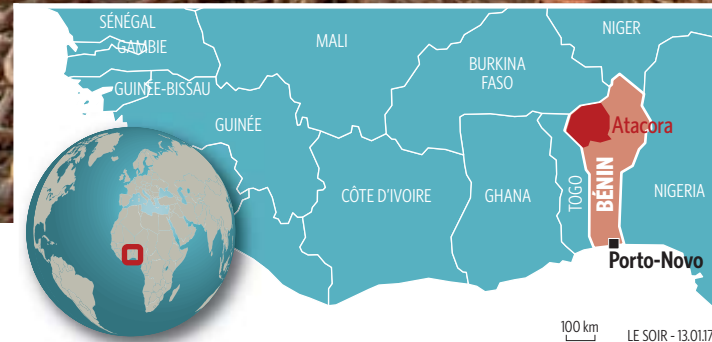 SÉNÉGAL
GAMBIE
GUINÉE-BISSAU
GUINÉE
MALI
BURKINA
FASO
NIGER
Atacora
CÔTE D'IVOIRE
GHANA
TOGO
BÉNIN
NIGERIA
Porto-Novo
100 km
LE SOIR - 13.01.17